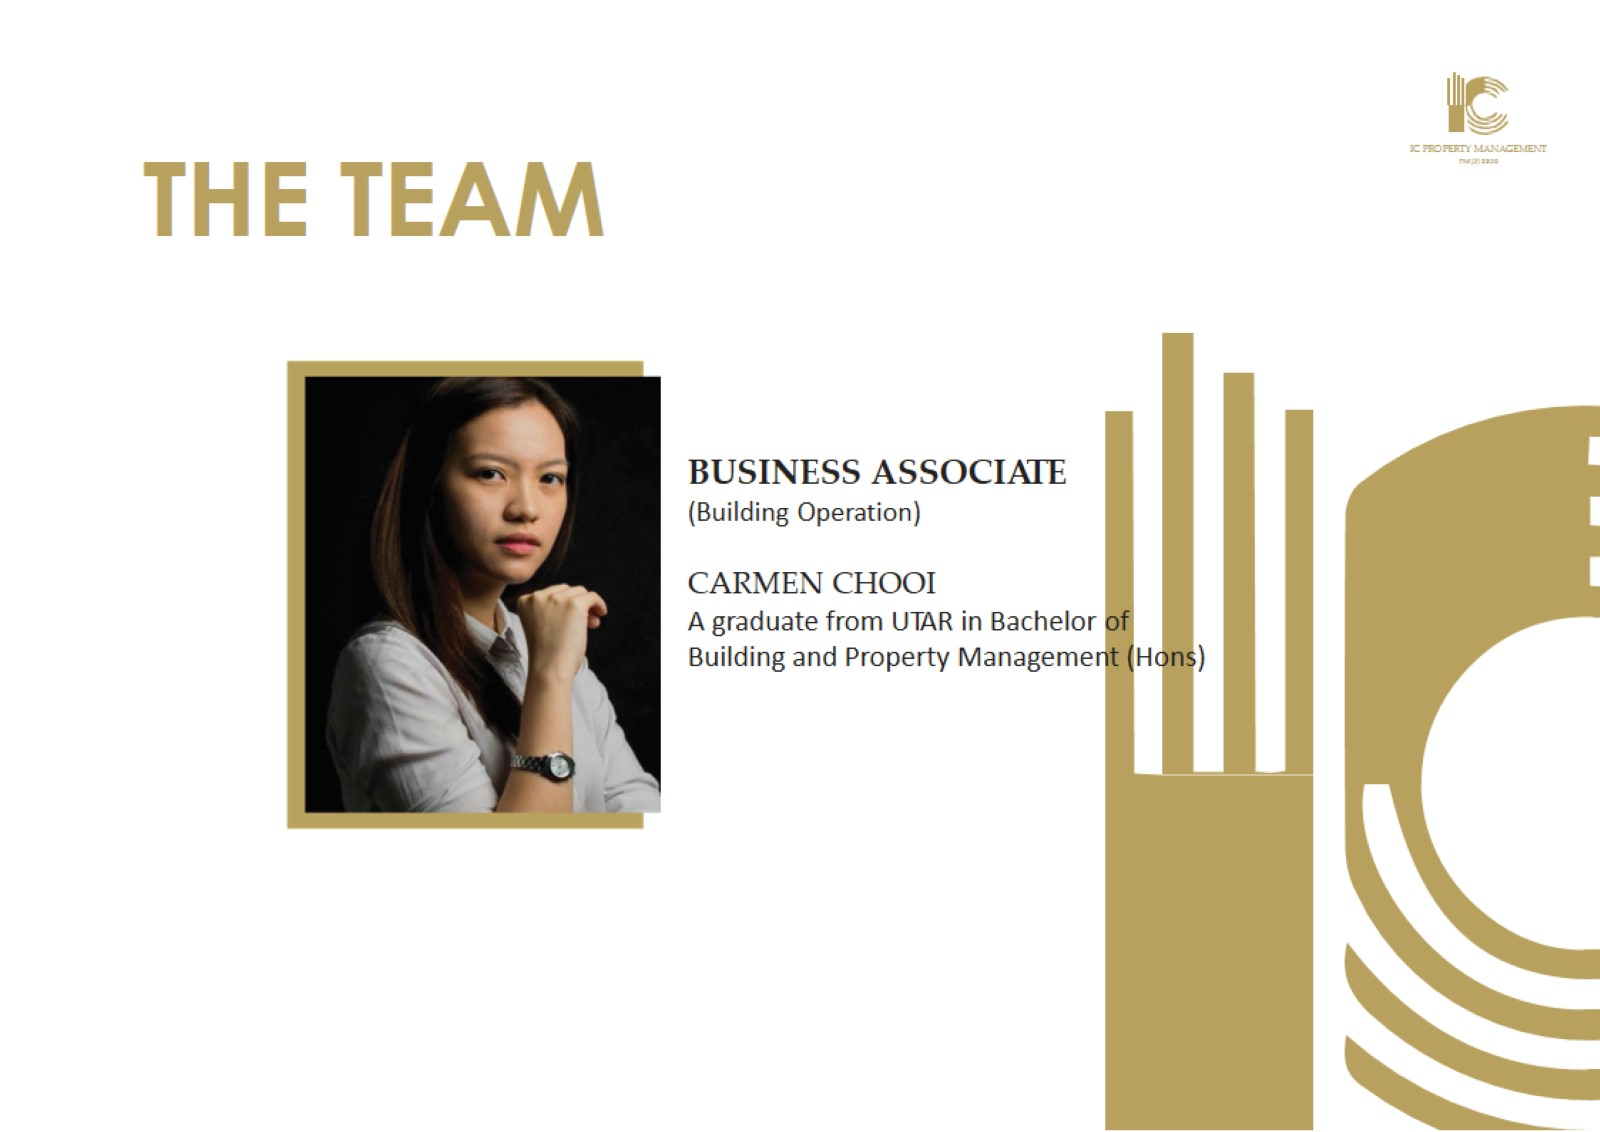 IC PROPERTY MANAGEMENT
THE TEAM
BUSINESS ASSOCIATE
(Building Operation)
CARMEN CHOOI
A graduate from UTAR in Bachelor of
Building and Property Management (Hons)